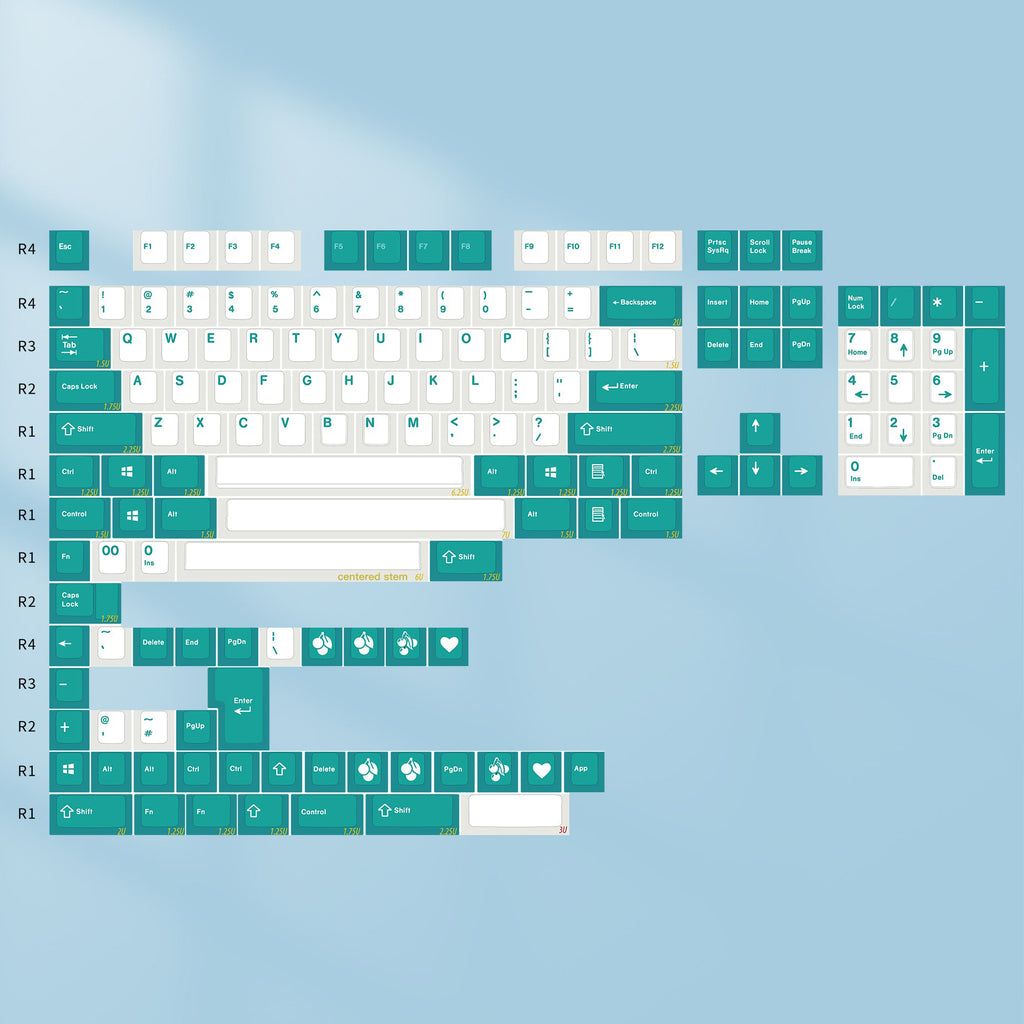 R4 Esc F1 F2 F3 F4 F5 F6 F7 F8 F9 F10 F11 F12 Prtsc SysRq Scroll Lock Pause Break
R4 ~ ` ! 1 @ 2 # 3 $ 4 % 5 ^ 6 & 7 * 8 ( 9 ) 0 _ - + = ←Backspace 2U Insert Home PgUp Num Lock / * −
R3 Tab 1.5U Q W E R T Y U I O P { [ } ] ¦ \ 1.5U Delete End PgDn 7 Home 8 ↑ 9 Pg Up +
R2 Caps Lock 1.75U A S D F G H J K L : ; " ' Enter 2.25U 4 ← 5 6 →
R1 Shift 2.25U Z X C V B N M < , > . ? / Shift 2.75U ↑ 1 End 2 ↓ 3 Pg Dn Enter
R1 Ctrl 1.25U 1.25U Alt 1.25U 6.25U Alt 1.25U 1.25U 1.25U Ctrl 1.25U ← ↓ → 0 Ins . Del
R1 Control 1.5U Alt 1.5U 7U Alt 1.5U Control 1.5U
R1 Fn 00 0 Ins centered stem 6U Shift 1.75U
R2 Caps Lock 1.75U
R4 ← ~ ` Delete End PgDn ¦ \
R3 − Enter
R2 + @ ' ~ # PgUp
R1 Alt Alt Ctrl Ctrl Delete PgDn App
R1 Shift 2U Fn 1.25U Fn 1.25U 1.25U Control 1.75U Shift 2.25U 3U